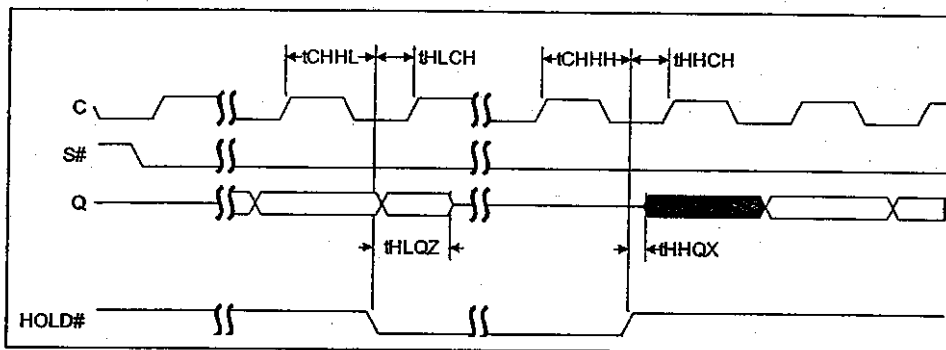 tCHHL
tHLCH
tCHHH
tHHCH
C
S#
Q
tHLQZ
tHHQX
HOLD#